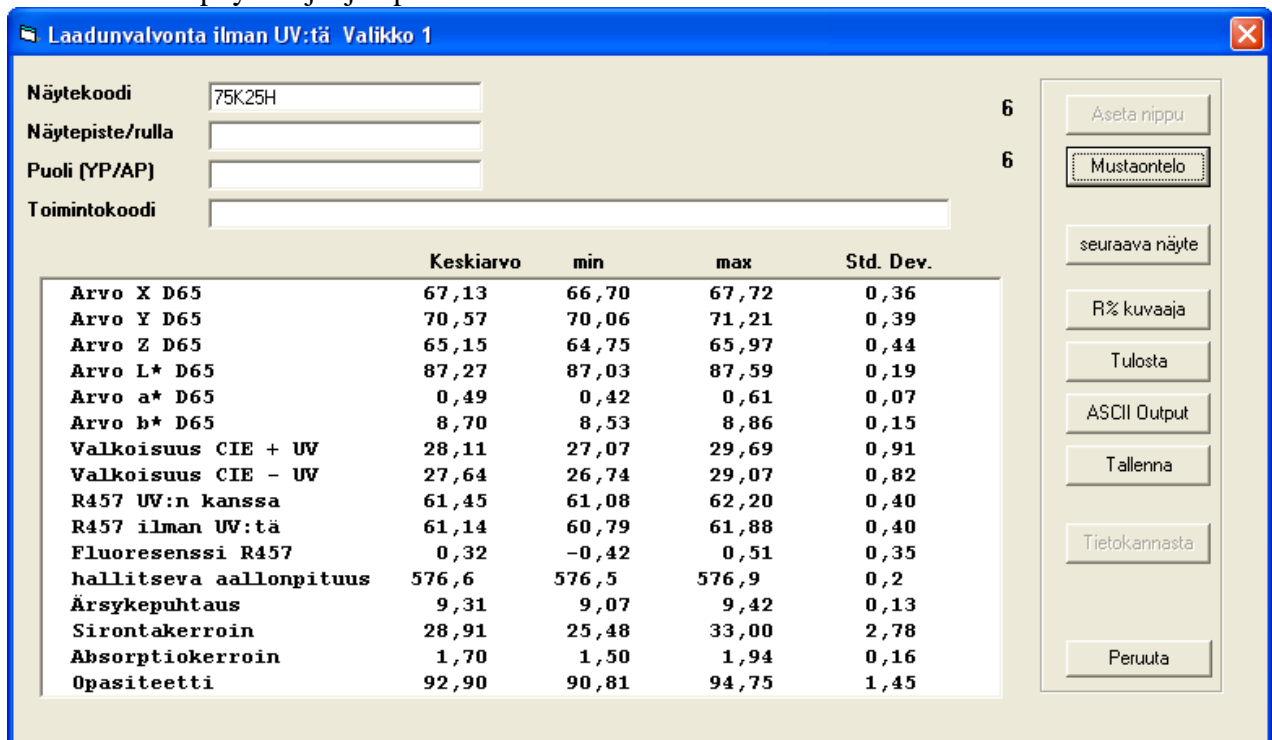 Laadunvalvonta ilman UV:tä Valikko 1
Näytekoodi 75K25H
Näytepiste/rulla
Puoli (YP/AP)
Toimintokoodi
6
6
Aseta nippu
Mustaontelo
seuraava näyte
R% kuvaaja
Tulosta
ASCII Output
Tallenna
Tietokannasta
Peruuta
Keskiarvo min max Std. Dev.
Arvo X D65 67,13 66,70 67,72 0,36
Arvo Y D65 70,57 70,06 71,21 0,39
Arvo Z D65 65,15 64,75 65,97 0,44
Arvo L* D65 87,27 87,03 87,59 0,19
Arvo a* D65 0,49 0,42 0,61 0,07
Arvo b* D65 8,70 8,53 8,86 0,15
Valkoisuus CIE + UV 28,11 27,07 29,69 0,91
Valkoisuus CIE - UV 27,64 26,74 29,07 0,82
R457 UV:n kanssa 61,45 61,08 62,20 0,40
R457 ilman UV:tä 61,14 60,79 61,88 0,40
Fluoresenssi R457 0,32 -0,42 0,51 0,35
hallitseva aallonpituus 576,6 576,5 576,9 0,2
Ärsykepuhtaus 9,31 9,07 9,42 0,13
Sirontakerroin 28,91 25,48 33,00 2,78
Absorptiokerroin 1,70 1,50 1,94 0,16
Opasiteetti 92,90 90,81 94,75 1,45